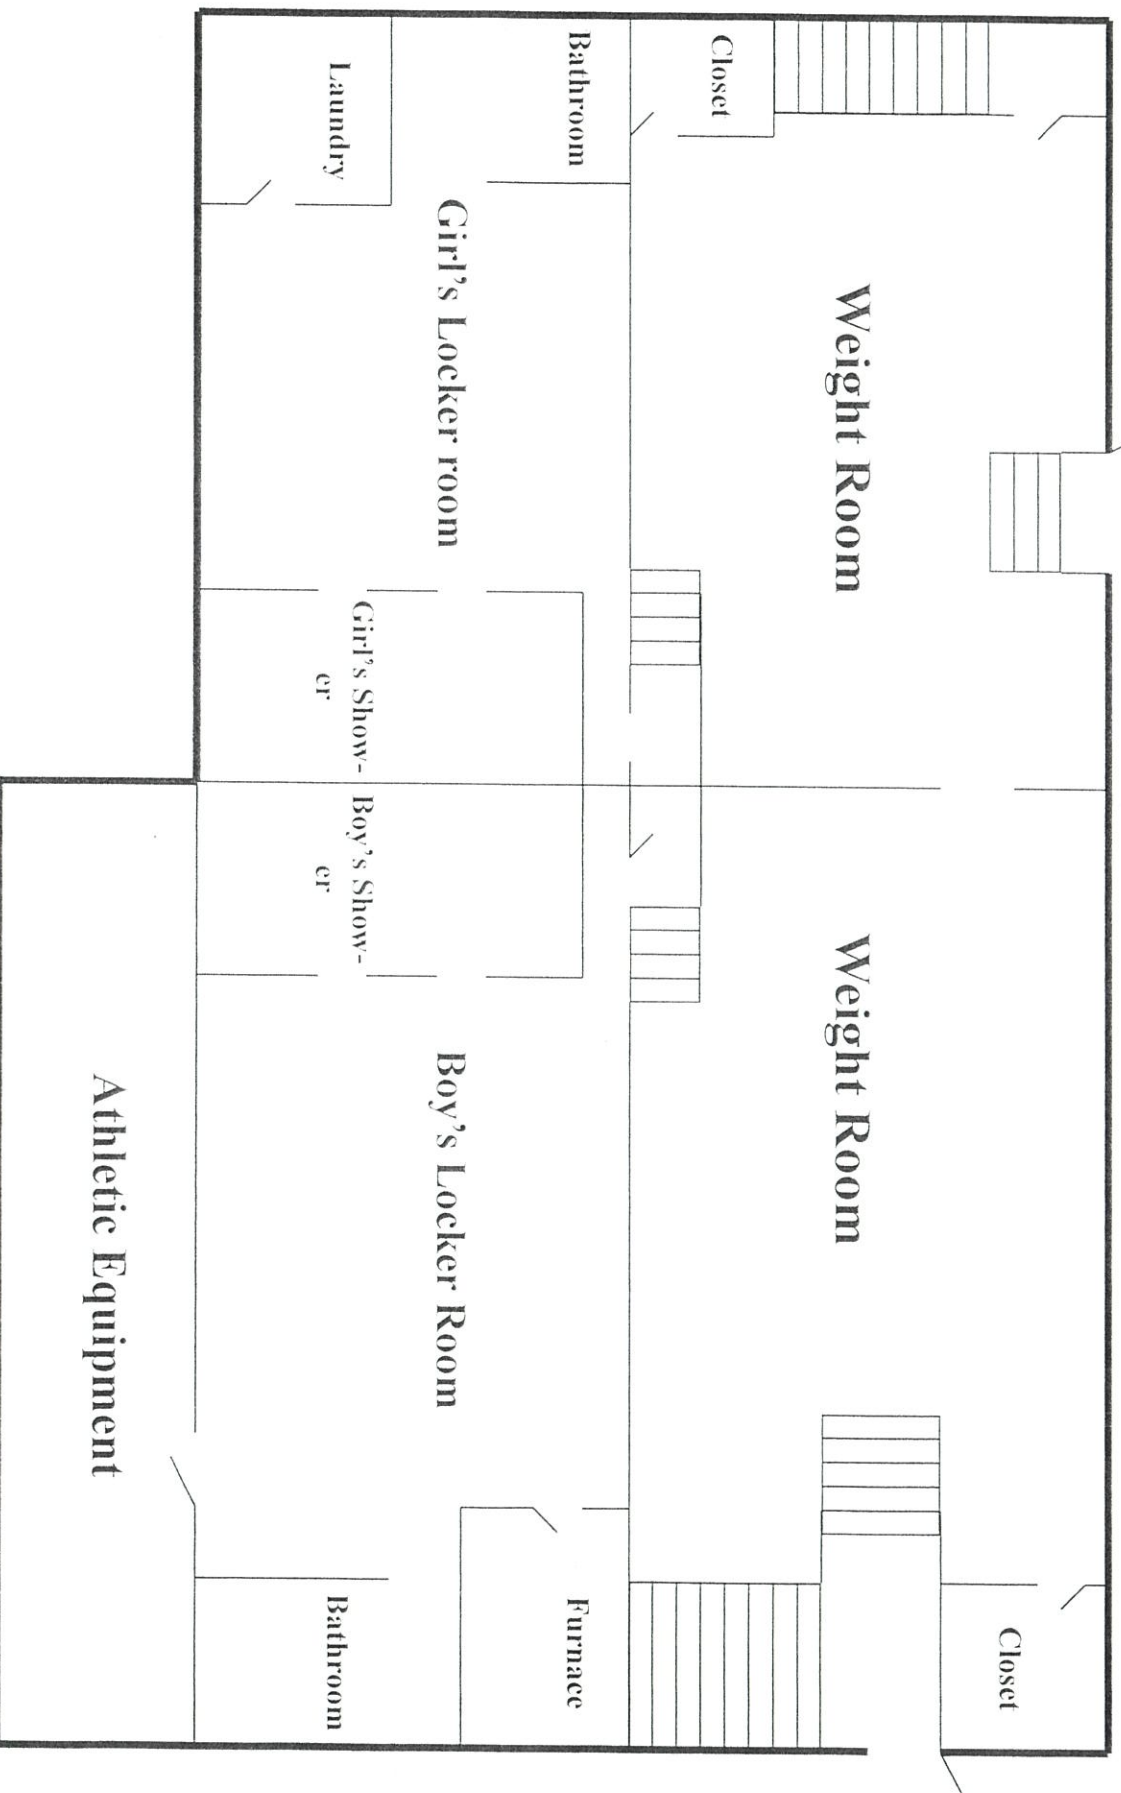 Closet
Weight Room
Weight Room
Closet
Bathroom
Furnace
Girl's Locker room
Boy's Locker Room
Laundry
Girl's Show-
er
Boy's Show-
er
Bathroom
Athletic Equipment